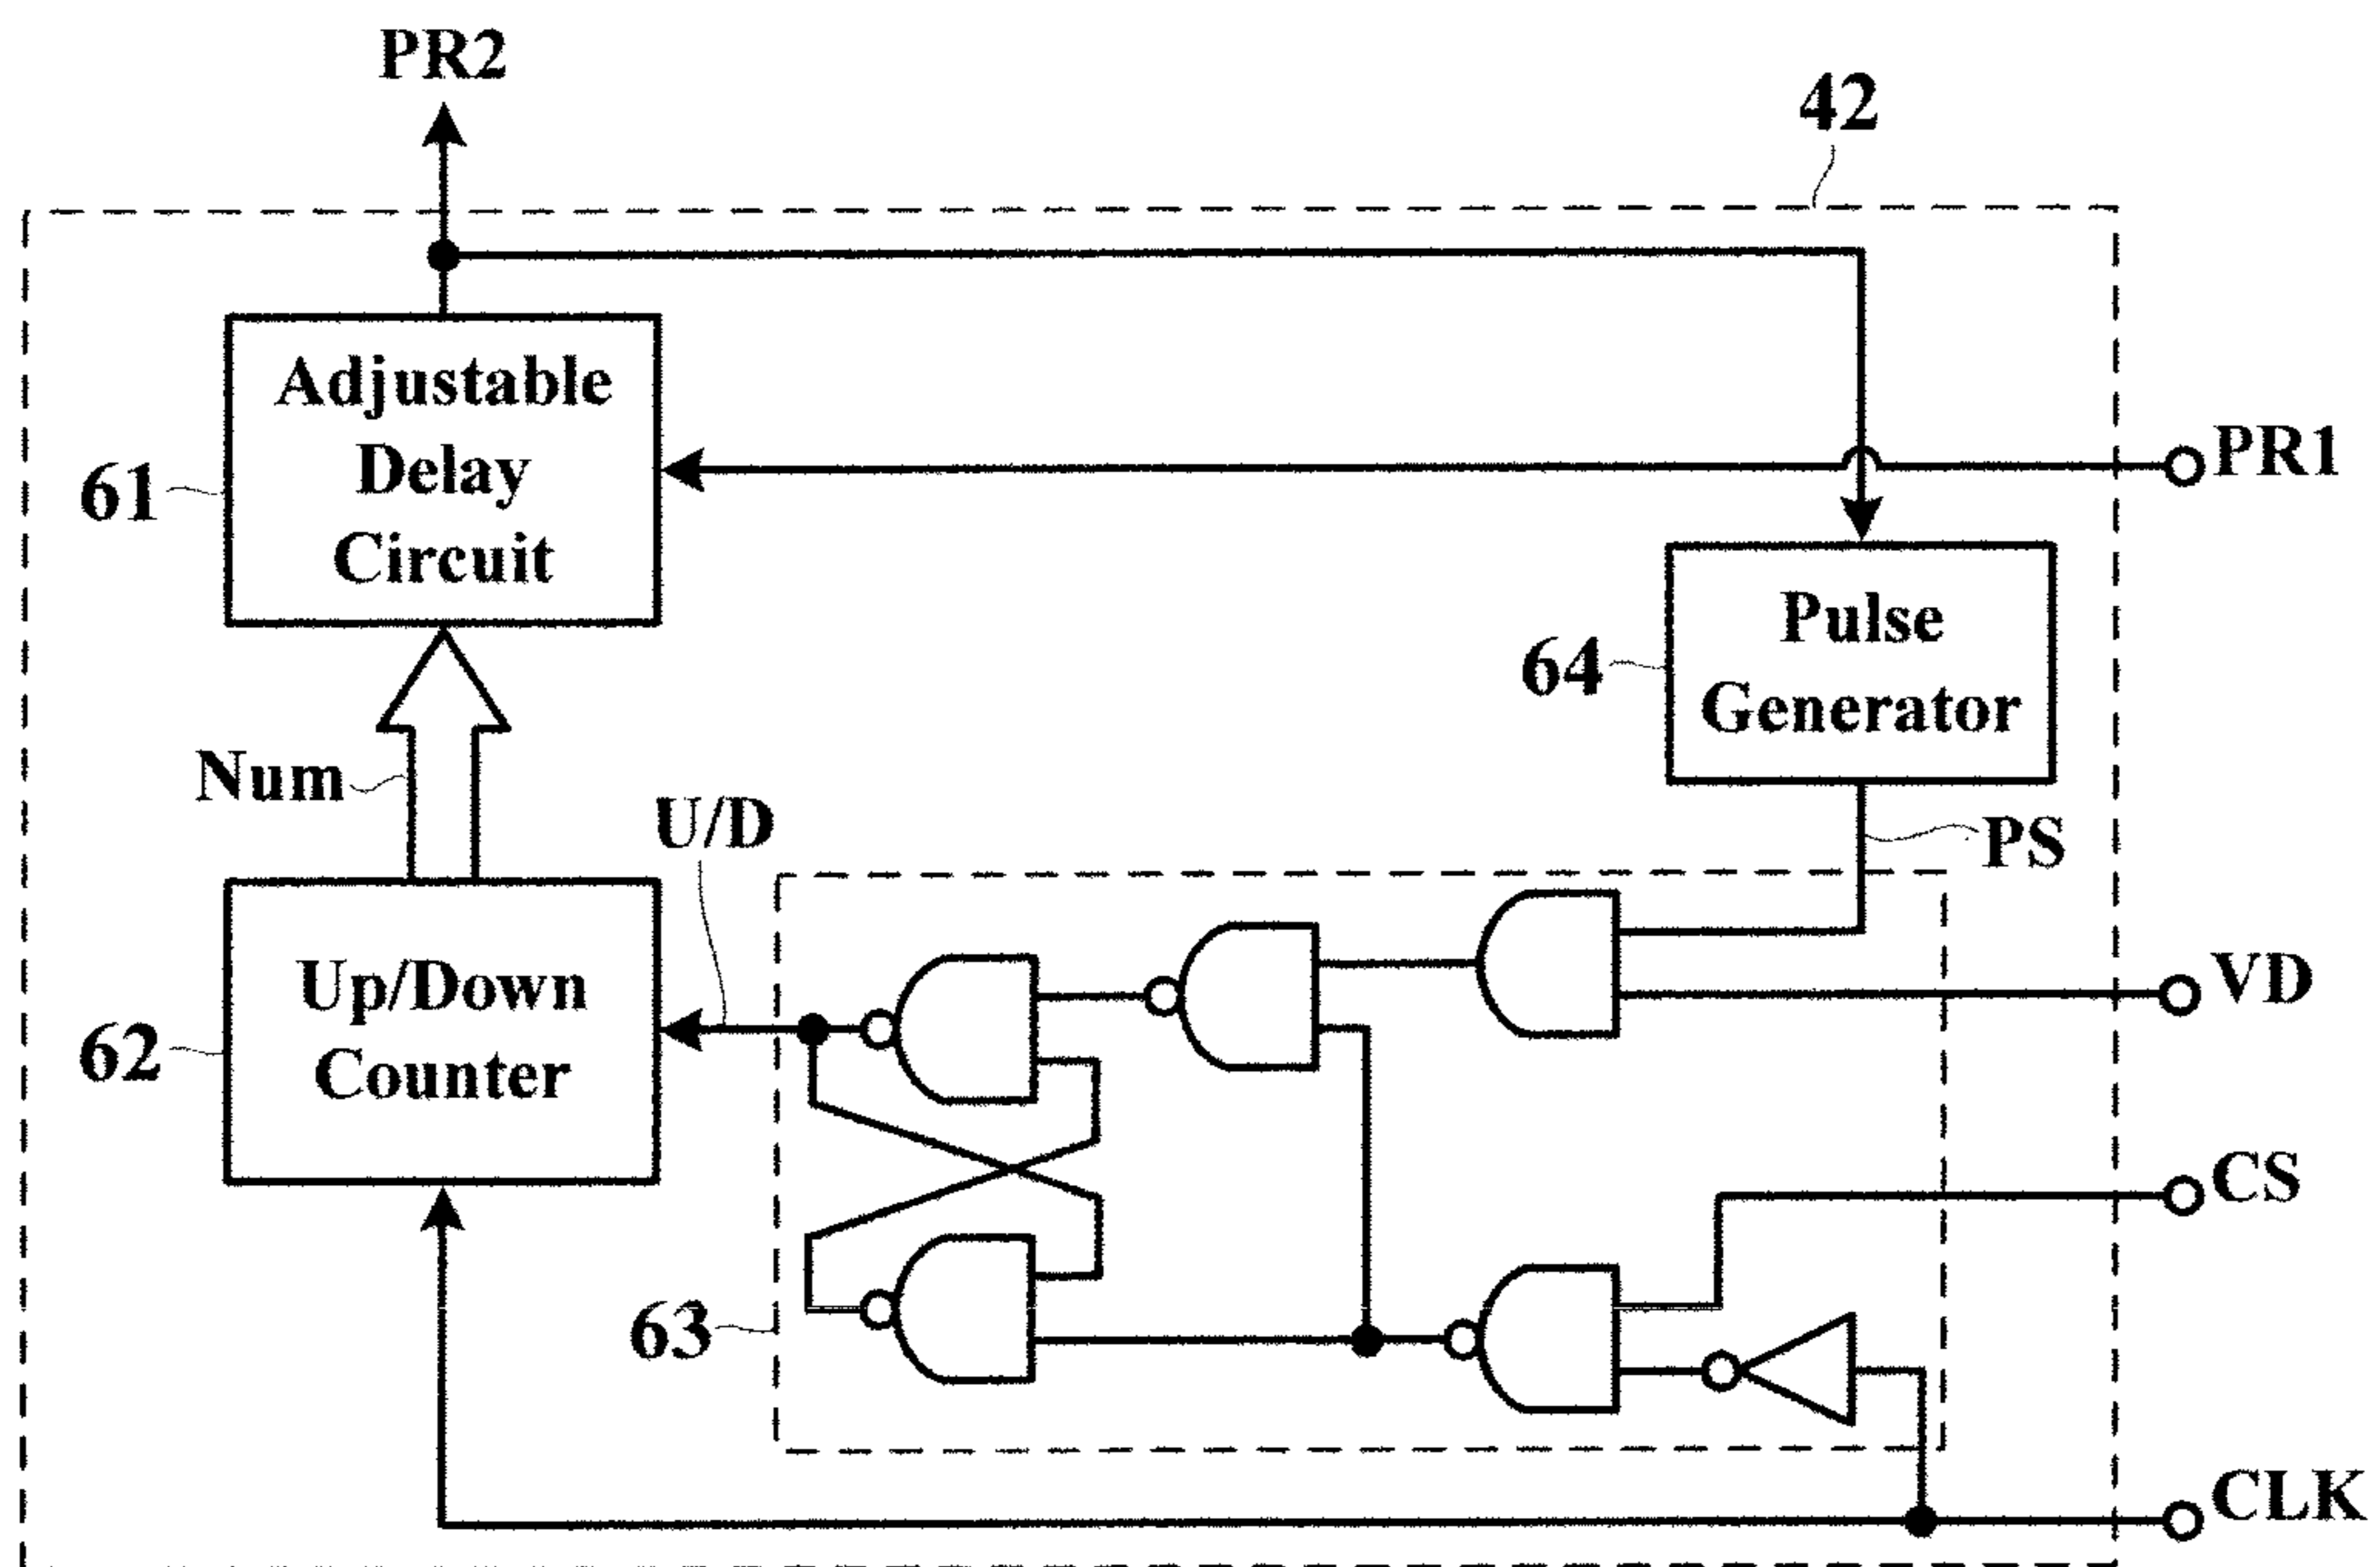 PR2
42
Adjustable
Delay
Circuit
61
PR1
Pulse
Generator
64
Num
U/D
PS
Up/Down
Counter
62
VD
CS
63
CLK